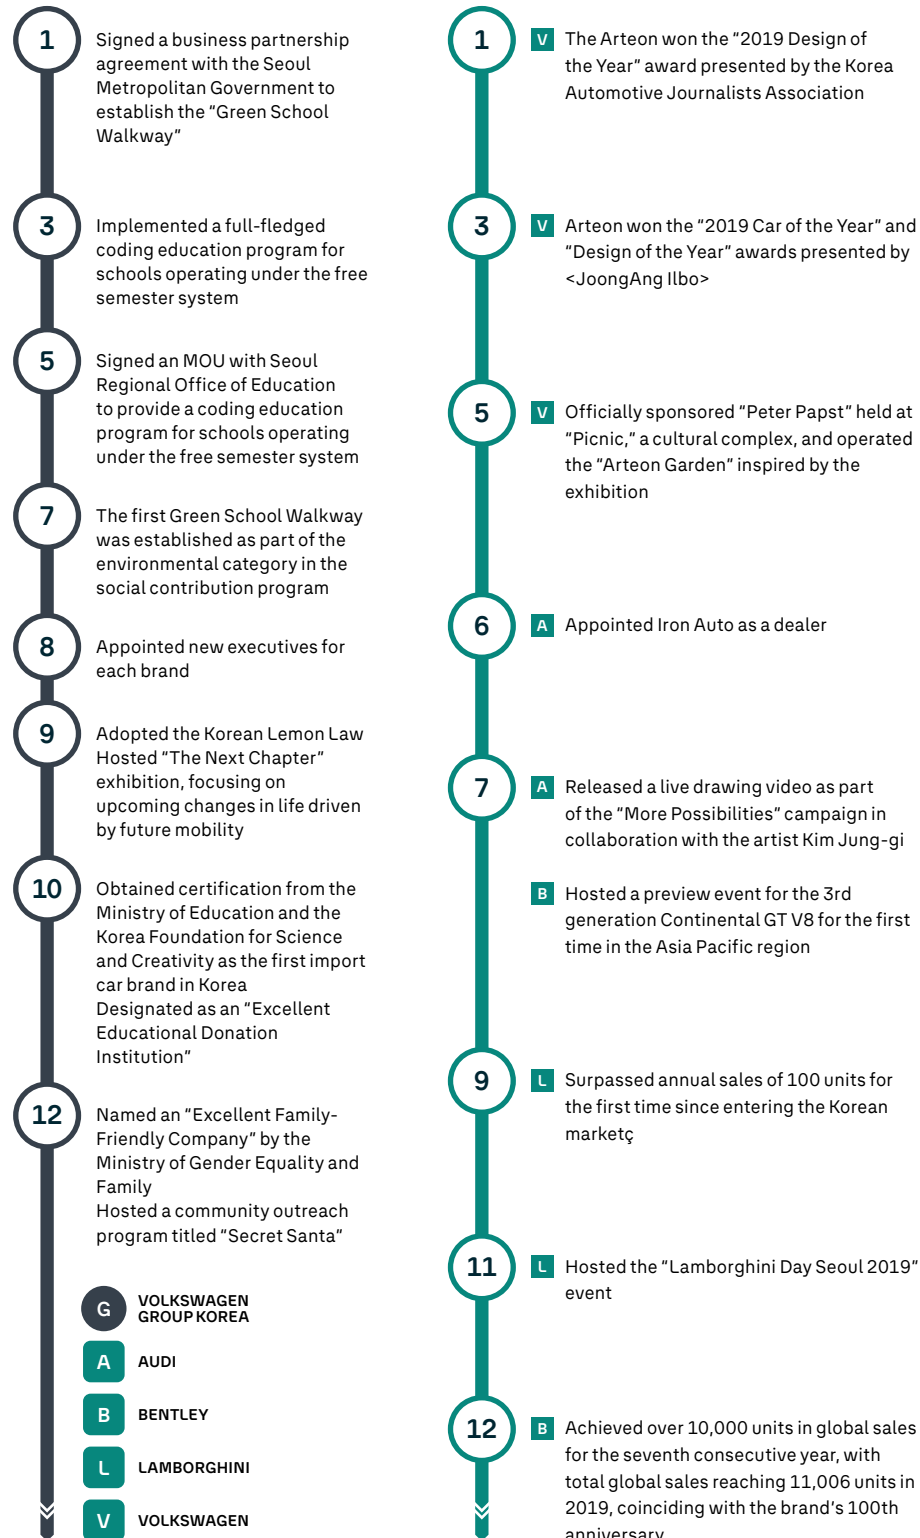 1
Signed a business partnership
agreement with the Seoul
Metropolitan Government to
establish the “Green School
Walkway”
3
Implemented a full-fledged
coding education program for
schools operating under the free
semester system
5
Signed an MOU with Seoul
Regional Office of Education
to provide a coding education
program for schools operating
under the free semester system
7
The first Green School Walkway
was established as part of the
environmental category in the
social contribution program
8
Appointed new executives for
each brand
9
Adopted the Korean Lemon Law
Hosted “The Next Chapter”
exhibition, focusing on
upcoming changes in life driven
by future mobility
10
Obtained certification from the
Ministry of Education and the
Korea Foundation for Science
and Creativity as the first import
car brand in Korea
Designated as an “Excellent
Educational Donation
Institution”
12
Named an “Excellent Family-
Friendly Company” by the
Ministry of Gender Equality and
Family
Hosted a community outreach
program titled “Secret Santa”
G VOLKSWAGEN
GROUP KOREA
A AUDI
B BENTLEY
L LAMBORGHINI
V VOLKSWAGEN
1
V The Arteon won the “2019 Design of
the Year” award presented by the Korea
Automotive Journalists Association
3
V Arteon won the “2019 Car of the Year” and
“Design of the Year” awards presented by
<JoongAng Ilbo>
5
V Officially sponsored “Peter Papst” held at
“Picnic,” a cultural complex, and operated
the “Arteon Garden” inspired by the
exhibition
6
A Appointed Iron Auto as a dealer
7
A Released a live drawing video as part
of the “More Possibilities” campaign in
collaboration with the artist Kim Jung-gi
B Hosted a preview event for the 3rd
generation Continental GT V8 for the first
time in the Asia Pacific region
9
L Surpassed annual sales of 100 units for
the first time since entering the Korean
marketç
11
L Hosted the “Lamborghini Day Seoul 2019”
event
12
B Achieved over 10,000 units in global sales
for the seventh consecutive year, with
total global sales reaching 11,006 units in
2019, coinciding with the brand’s 100th
anniversary